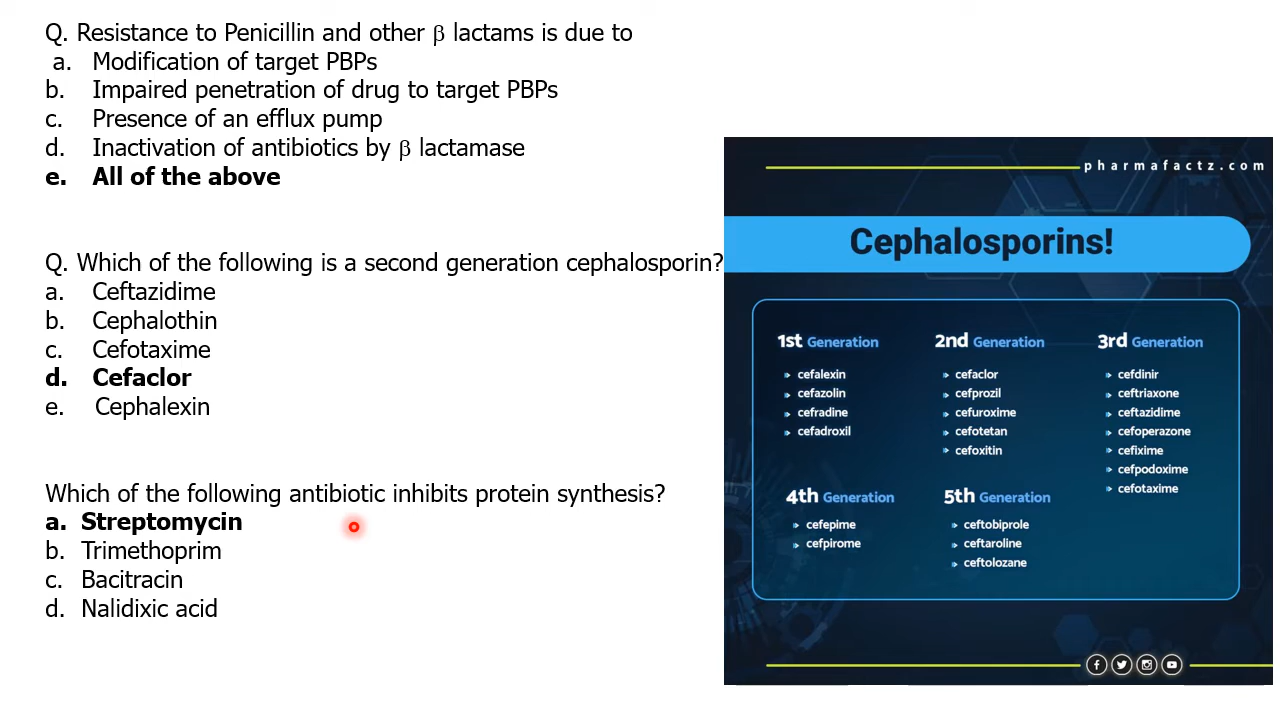 Q. Resistance to Penicillin and other β lactams is due to
a. Modification of target PBPs
b. Impaired penetration of drug to target PBPs
c. Presence of an efflux pump
d. Inactivation of antibiotics by β lactamase
e. All of the above
Q. Which of the following is a second generation cephalosporin?
a. Ceftazidime
b. Cephalothin
c. Cefotaxime
d. Cefaclor
e. Cephalexin
Which of the following antibiotic inhibits protein synthesis?
a. Streptomycin
b. Trimethoprim
c. Bacitracin
d. Nalidixic acid
pharmafactz.com
Cephalosporins!
1st Generation
cefalexin
cefazolin
cefradine
cefadroxil
2nd Generation
cefaclor
cefprozil
cefuroxime
cefotetan
cefoxitin
3rd Generation
cefdinir
ceftriaxone
ceftazidime
cefoperazone
cefixime
cefpodoxime
cefotaxime
4th Generation
cefepime
cefpirome
5th Generation
ceftobiprole
ceftaroline
ceftolozane